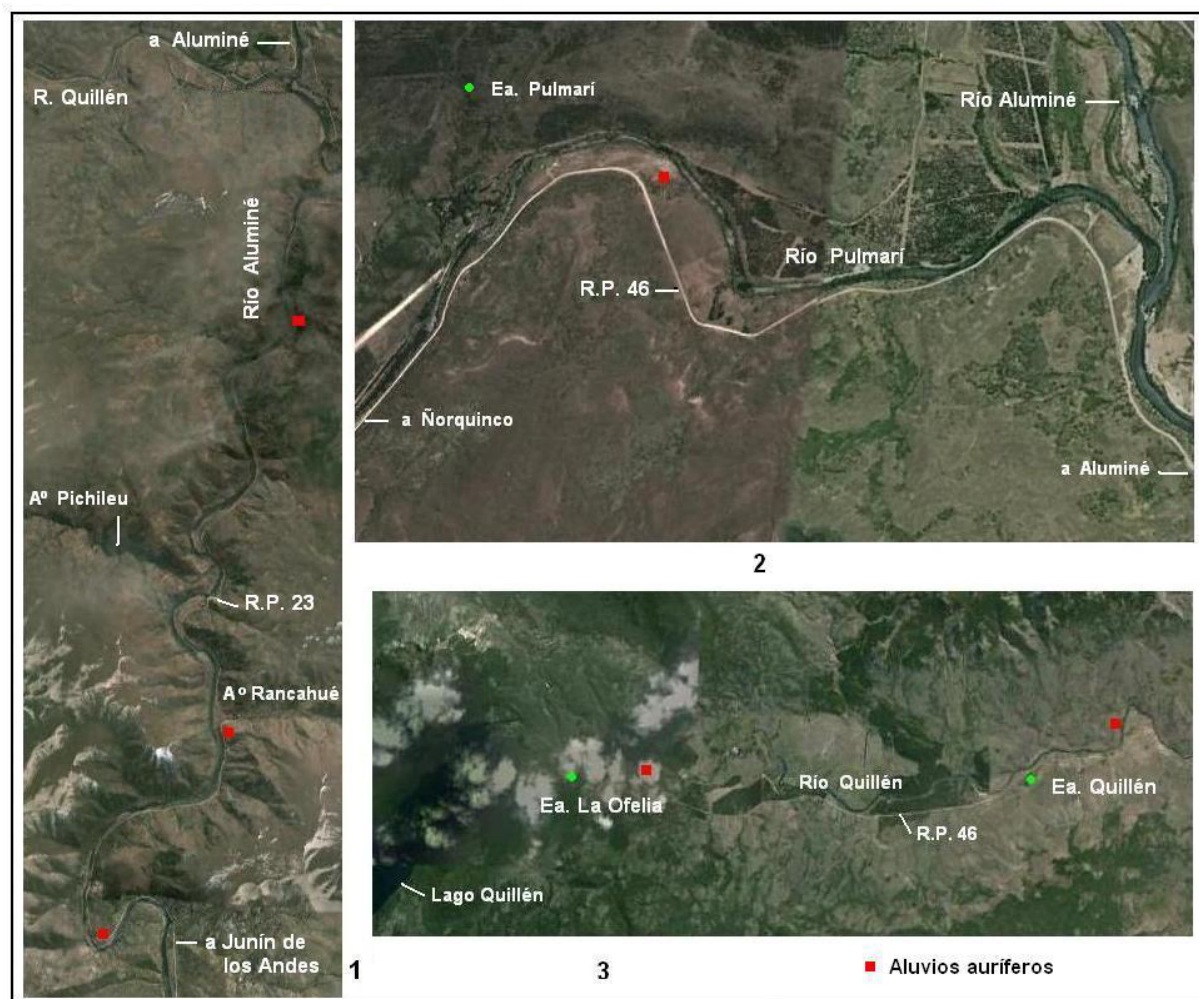 a Aluminé
R. Quillén
Río Aluminé
Aº Pichileu
R.P. 23
Aº Rancahué
a Junín de
los Andes
1
Ea. Pulmarí
Río Aluminé
Río Pulmarí
R.P. 46
a Ñorquinco
a Aluminé
2
Río Quillén
Ea. La Ofelia
Ea. Quillén
R.P. 46
Lago Quillén
3
Aluvios auríferos